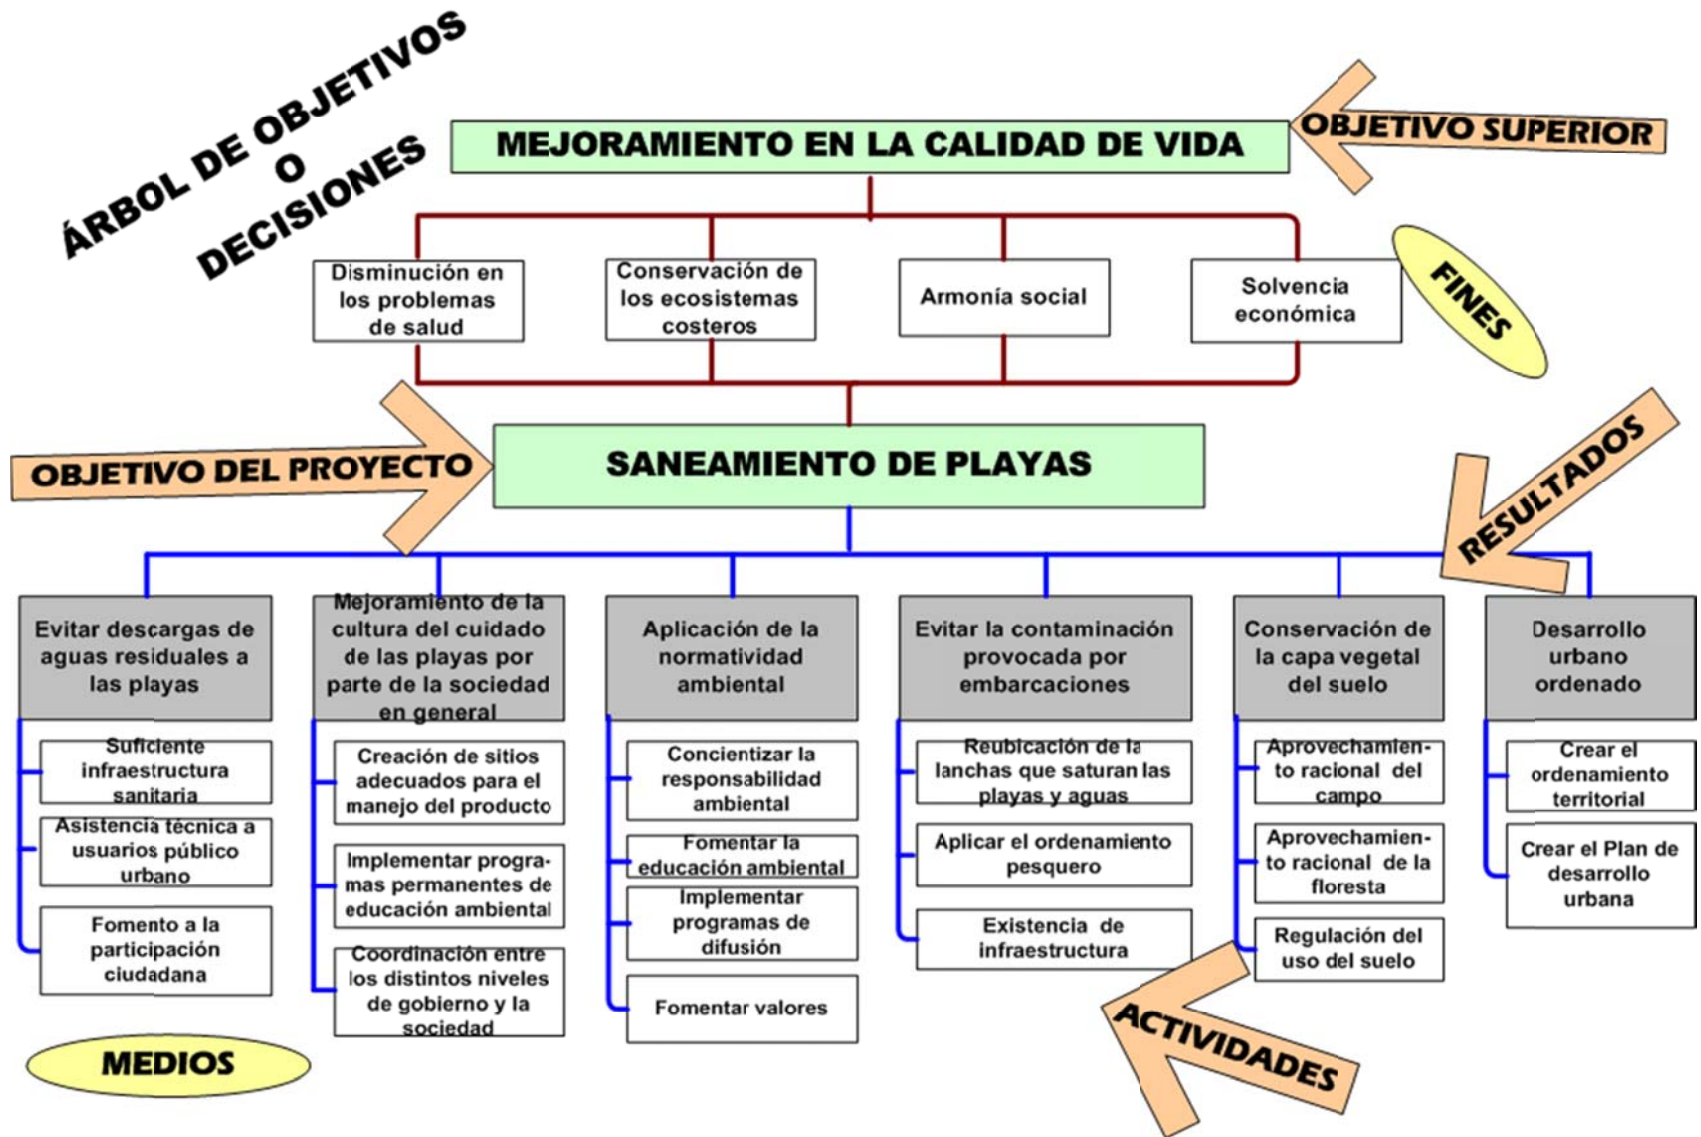 ÁRBOL DE OBJETIVOS
O
DECISIONES
MEJORAMIENTO EN LA CALIDAD DE VIDA
OBJETIVO SUPERIOR
Disminución en
los problemas
de salud
Conservación de
los ecosistemas
costeros
Armonía social
Solvencia
económica
FINES
OBJETIVO DEL PROYECTO
SANEAMIENTO DE PLAYAS
RESULTADOS
Evitar descargas de
aguas residuales a
las playas
Mejoramiento de la
cultura del cuidado
de las playas por
parte de la sociedad
en general
Aplicación de la
normatividad
ambiental
Evitar la contaminación
provocada por
embarcaciones
Conservación de
la capa vegetal
del suelo
Desarrollo
urbano
ordenado
Suficiente
infraestructura
sanitaria
Asistencia técnica a
usuarios público
urbano
Fomento a la
participación
ciudadana
Creación de sitios
adecuados para el
manejo del producto
Implementar progra-
mas permanentes de
educación ambiental
Coordinación entre
los distintos niveles
de gobierno y la
sociedad
Concientizar la
responsabilidad
ambiental
Fomentar la
educación ambiental
Implementar
programas de
difusión
Fomentar valores
Reubicación de la
lanchas que saturan las
playas y aguas
Aplicar el ordenamiento
pesquero
Existencia de
infraestructura
Aprovechamien-
to racional del
campo
Aprovechamien-
to racional de la
floresta
Regulación del
uso del suelo
Crear el
ordenamiento
territorial
Crear el Plan de
desarrollo
urbana
MEDIOS
ACTIVIDADES